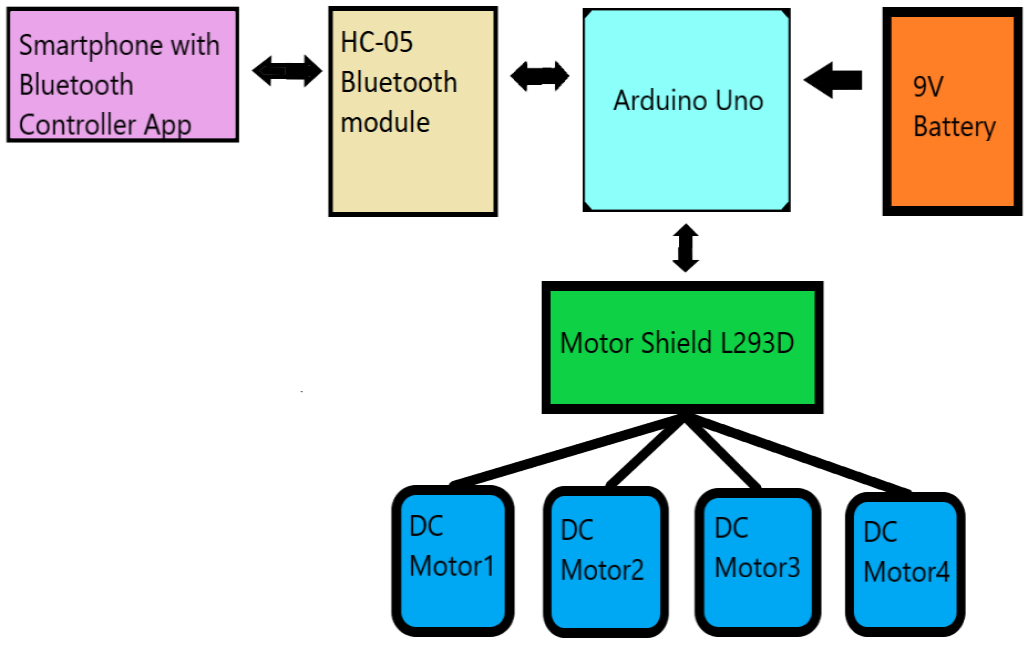 Smartphone with
Bluetooth
Controller App
HC-05
Bluetooth
module
Arduino Uno
9V
Battery
Motor Shield L293D
DC
Motor1
DC
Motor2
DC
Motor3
DC
Motor4